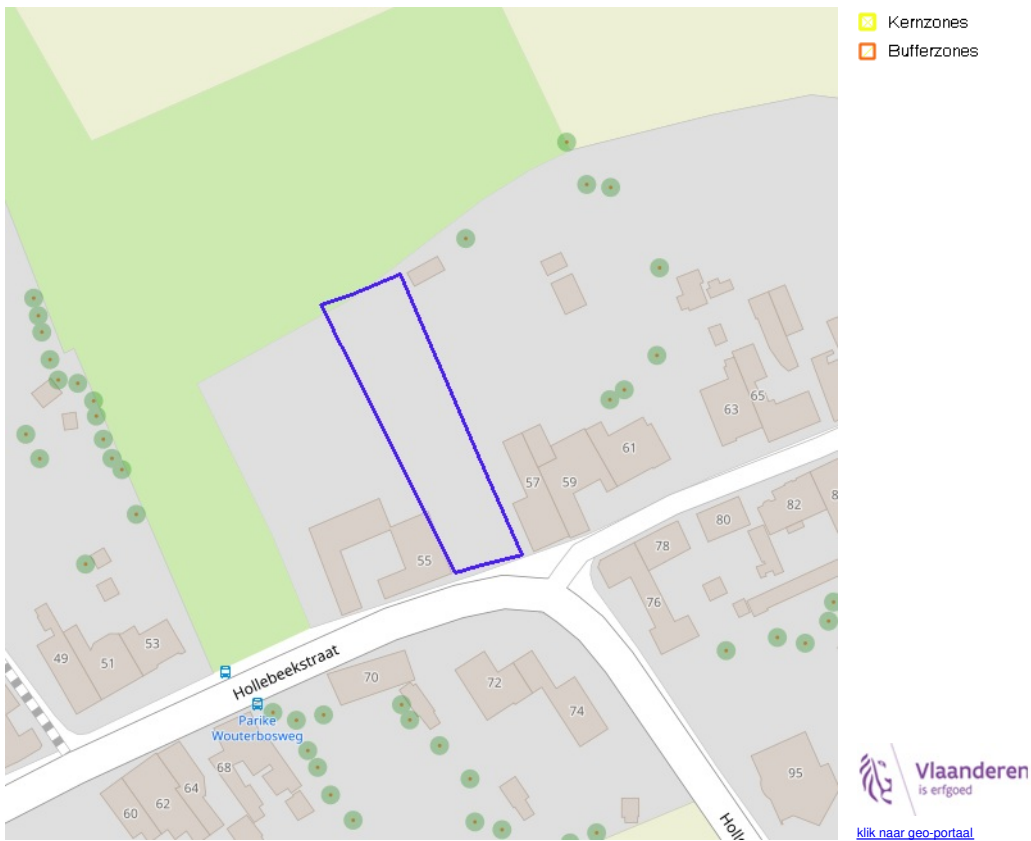 Kernzones
Bufferzones
63
65
61
57
59
82
80
78
55
76
53
49
51
Hollebeekstraat
70
72
Parike
Wouterbosweg
74
68
95
64
62
60
Vlaanderen
is erfgoed
klik naar geo-portaal